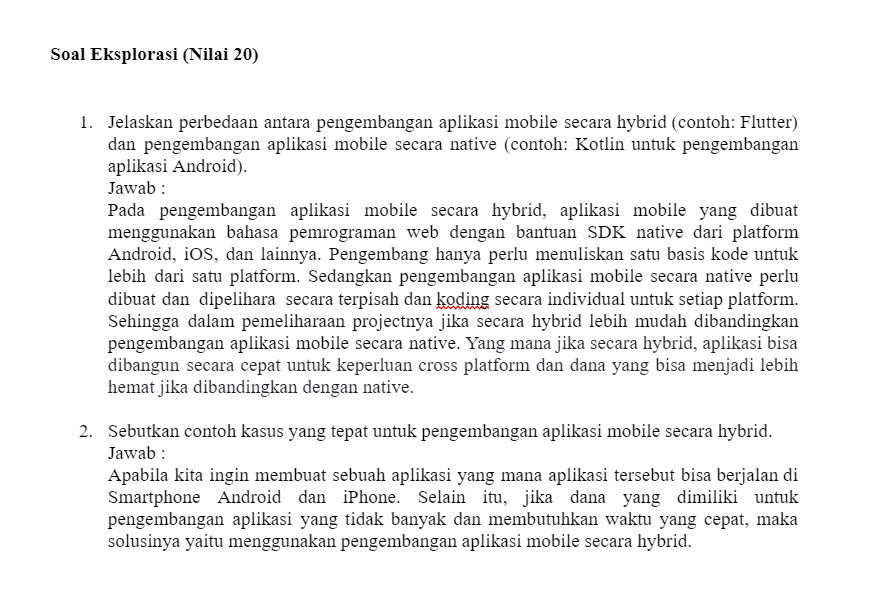 Soal Eksplorasi (Nilai 20)
1. Jelaskan perbedaan antara pengembangan aplikasi mobile secara hybrid (contoh: Flutter)
dan pengembangan aplikasi mobile secara native (contoh: Kotlin untuk pengembangan
aplikasi Android).
Jawab :
Pada pengembangan aplikasi mobile secara hybrid, aplikasi mobile yang dibuat
menggunakan bahasa pemrograman web dengan bantuan SDK native dari platform
Android, iOS, dan lainnya. Pengembang hanya perlu menuliskan satu basis kode untuk
lebih dari satu platform. Sedangkan pengembangan aplikasi mobile secara native perlu
dibuat dan dipelihara secara terpisah dan koding secara individual untuk setiap platform.
Sehingga dalam pemeliharaan projectnya jika secara hybrid lebih mudah dibandingkan
pengembangan aplikasi mobile secara native. Yang mana jika secara hybrid, aplikasi bisa
dibangun secara cepat untuk keperluan cross platform dan dana yang bisa menjadi lebih
hemat jika dibandingkan dengan native.
2. Sebutkan contoh kasus yang tepat untuk pengembangan aplikasi mobile secara hybrid.
Jawab :
Apabila kita ingin membuat sebuah aplikasi yang mana aplikasi tersebut bisa berjalan di
Smartphone Android dan iPhone. Selain itu, jika dana yang dimiliki untuk
pengembangan aplikasi yang tidak banyak dan membutuhkan waktu yang cepat, maka
solusinya yaitu menggunakan pengembangan aplikasi mobile secara hybrid.